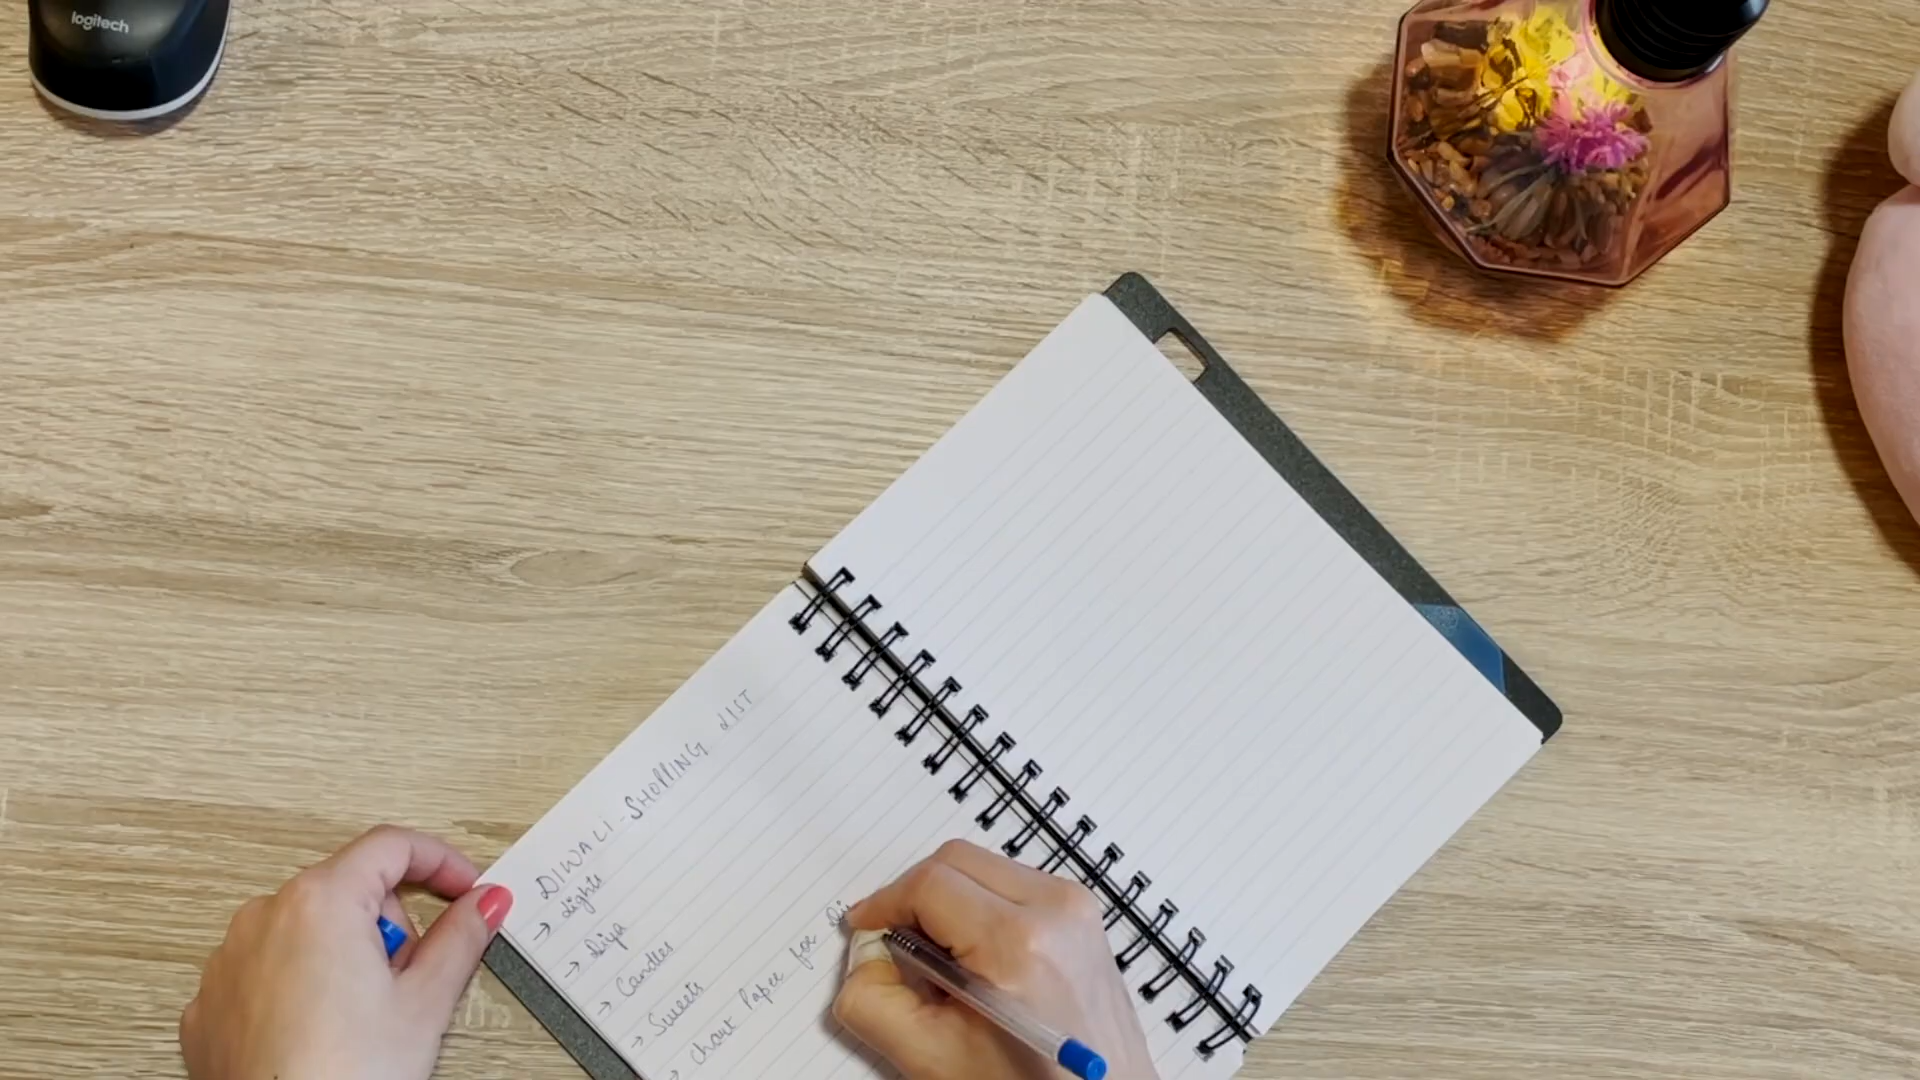 logitech
DIWALI - SHOPPING LIST
→ Lights
→ Diya
→ Candles
→ Sweets
→ Chart Paper for